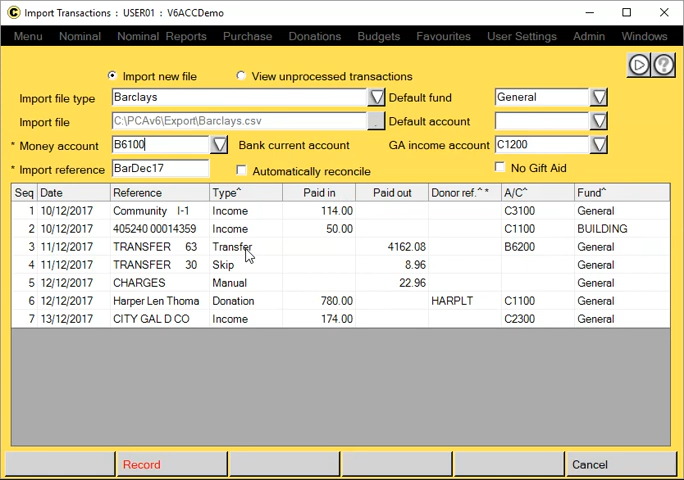 Import Transactions : USER01 : V6ACCDemo
Menu Nominal Nominal Reports Purchase Donations Budgets Favourites User Settings Admin Windows
Import new file View unprocessed transactions
Import file type Barclays Default fund General
Import file C:\PCAv6\Export\Barclays.csv . Default account
* Money account B6100 Bank current account GA income account C1200
* Import reference BarDec17 Automatically reconcile No Gift Aid
Seq Date Reference Type^ Paid in Paid out Donor ref.^ * A/C^ Fund^
1 10/12/2017 Community I-1 Income 114.00 C3100 General
2 10/12/2017 405240 00014359 Income 50.00 C1100 BUILDING
3 11/12/2017 TRANSFER 63 Transfer 4162.08 B6200 General
4 11/12/2017 TRANSFER 30 Skip 8.96 General
5 12/12/2017 CHARGES Manual 22.96 General
6 12/12/2017 Harper Len Thoma Donation 780.00 HARPLT C1100 General
7 13/12/2017 CITY GAL D CO Income 174.00 C2300 General
Record Cancel